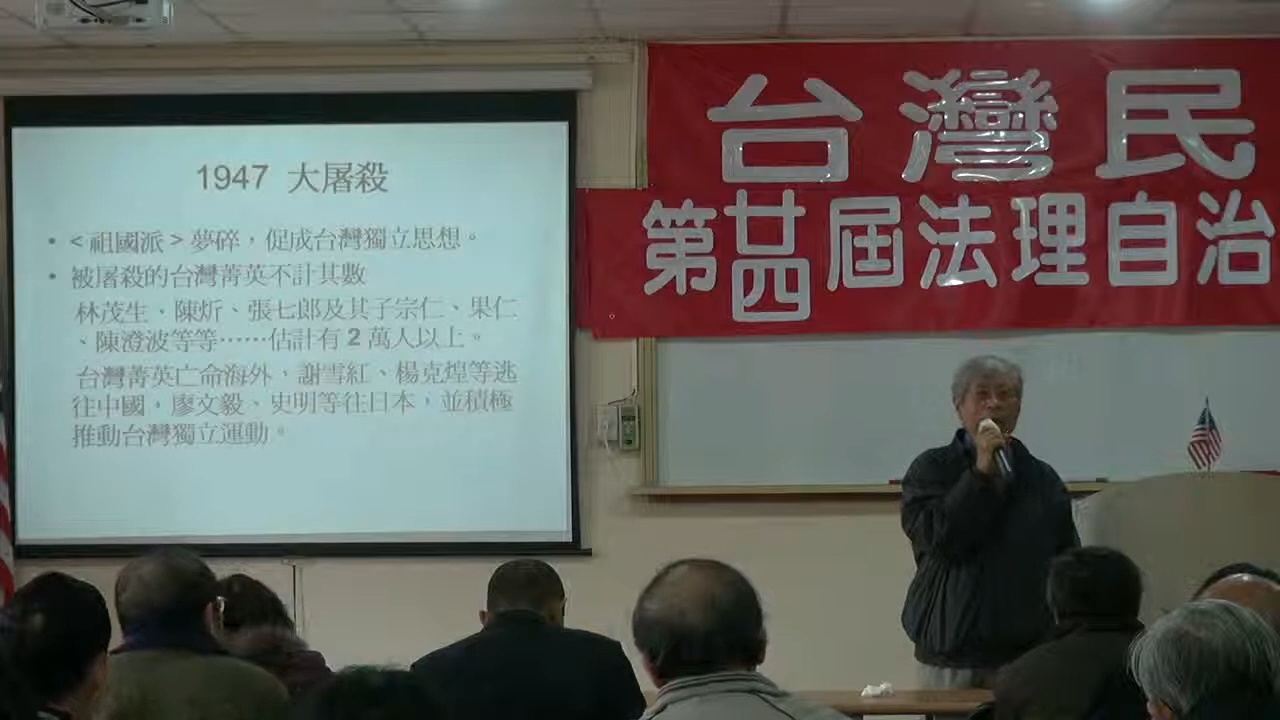 1947 大屠殺
• <祖國派> 夢碎，促成台灣獨立思想。
• 被屠殺的台灣菁英不計其數
林茂生、陳炘、張七郎及其子宗仁、果仁
、陳澄波等等……估計有 2 萬人以上。
台灣菁英亡命海外、謝雪紅、楊克煌等逃
往中國，廖文毅、史明等往日本，並積極
推動台灣獨立運動。
台灣民
第廿四屆法理自治